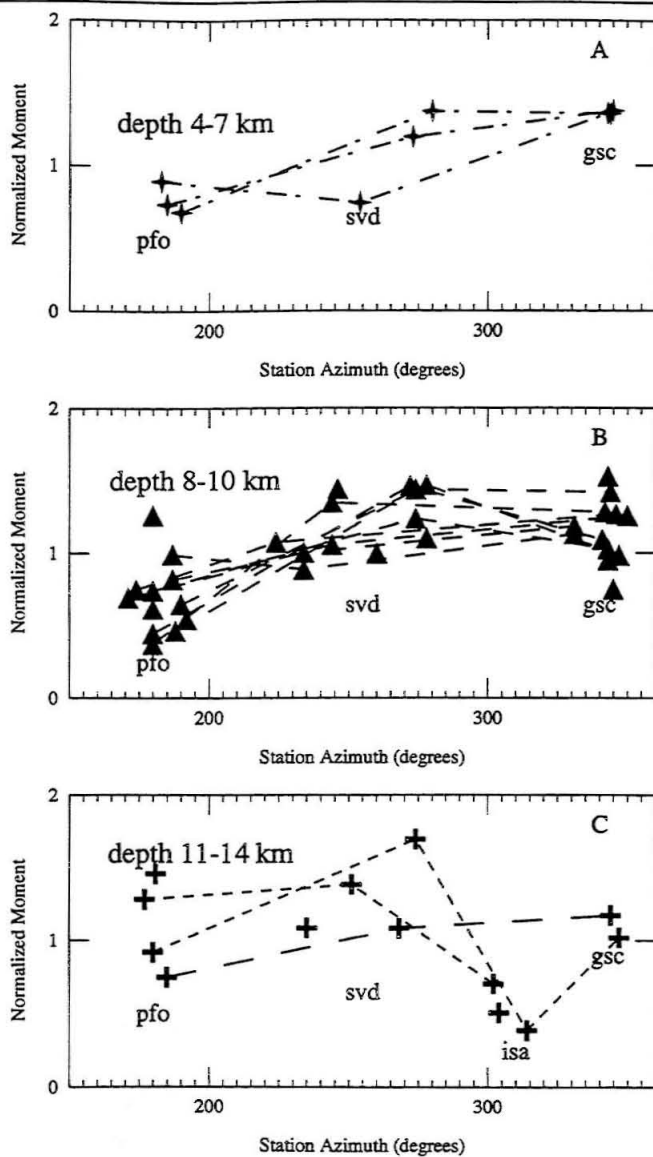 2
A
depth 4-7 km
Normalized Moment
1
gsc
svd
pfo
0
200
300
Station Azimuth (degrees)
2
B
depth 8-10 km
Normalized Moment
1
svd
gsc
pfo
0
200
300
Station Azimuth (degrees)
2
C
depth 11-14 km
Normalized Moment
1
gsc
svd
pfo
isa
0
200
300
Station Azimuth (degrees)